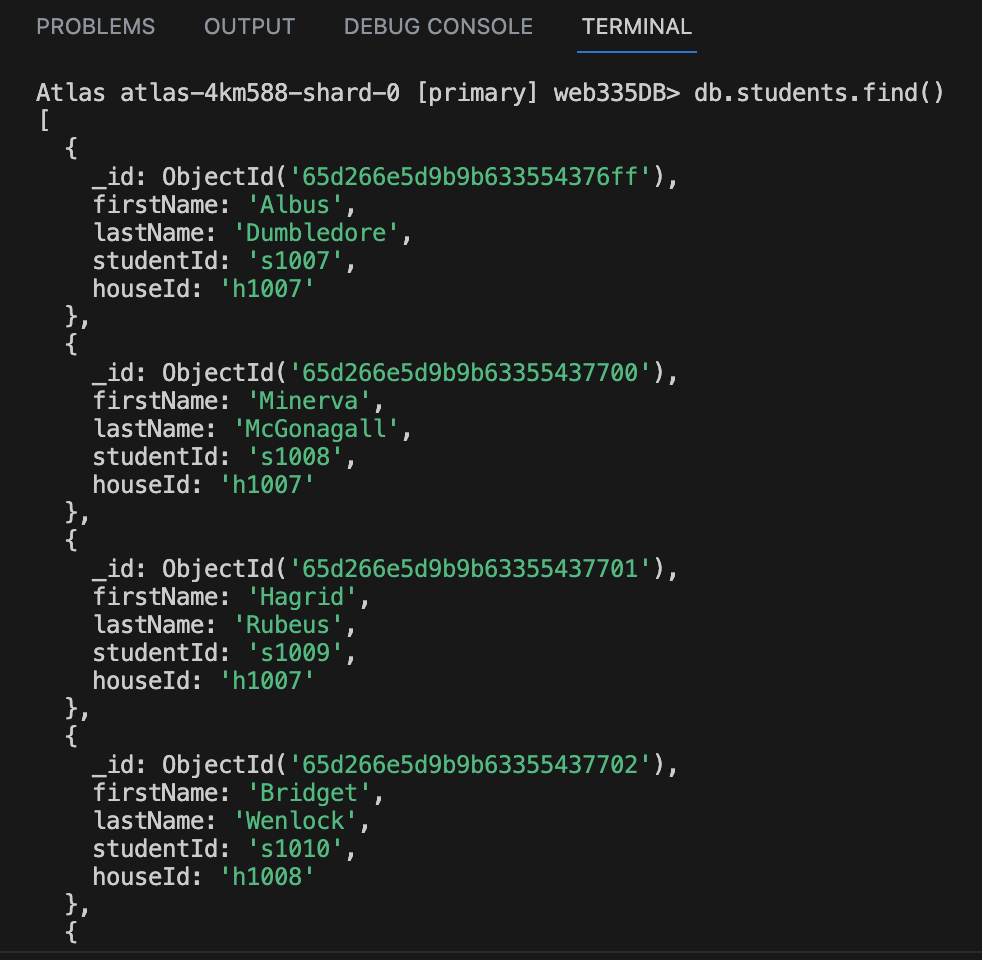 PROBLEMS OUTPUT DEBUG CONSOLE TERMINAL
Atlas atlas-4km588-shard-0 [primary] web335DB> db.students.find()
[
  {
    _id: ObjectId('65d266e5d9b9b633554376ff'),
    firstName: 'Albus',
    lastName: 'Dumbledore',
    studentId: 's1007',
    houseId: 'h1007'
  },
  {
    _id: ObjectId('65d266e5d9b9b63355437700'),
    firstName: 'Minerva',
    lastName: 'McGonagall',
    studentId: 's1008',
    houseId: 'h1007'
  },
  {
    _id: ObjectId('65d266e5d9b9b63355437701'),
    firstName: 'Hagrid',
    lastName: 'Rubeus',
    studentId: 's1009',
    houseId: 'h1007'
  },
  {
    _id: ObjectId('65d266e5d9b9b63355437702'),
    firstName: 'Bridget',
    lastName: 'Wenlock',
    studentId: 's1010',
    houseId: 'h1008'
  },
  {